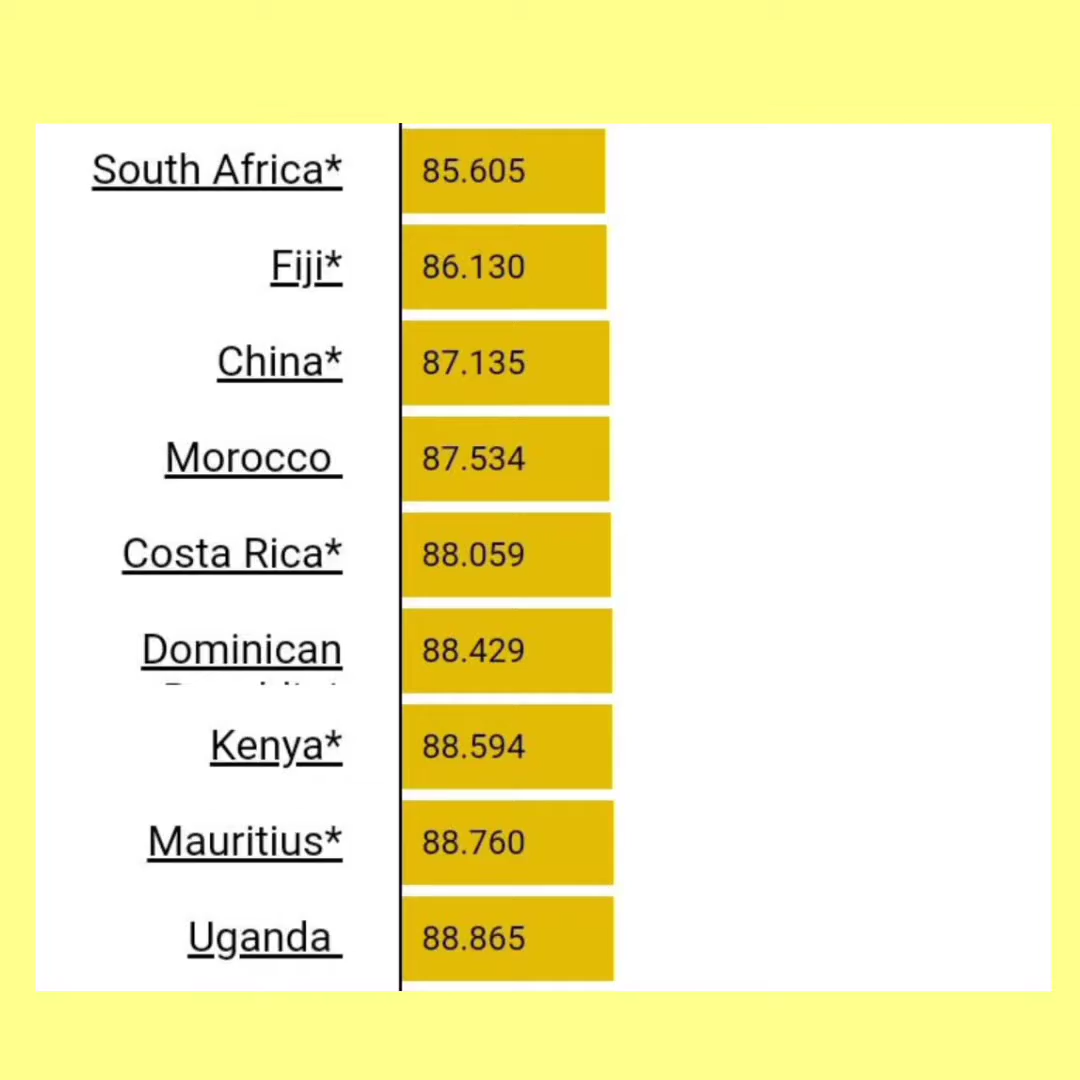 South Africa* 85.605
Fiji* 86.130
China* 87.135
Morocco 87.534
Costa Rica* 88.059
Dominican 88.429
Kenya* 88.594
Mauritius* 88.760
Uganda 88.865